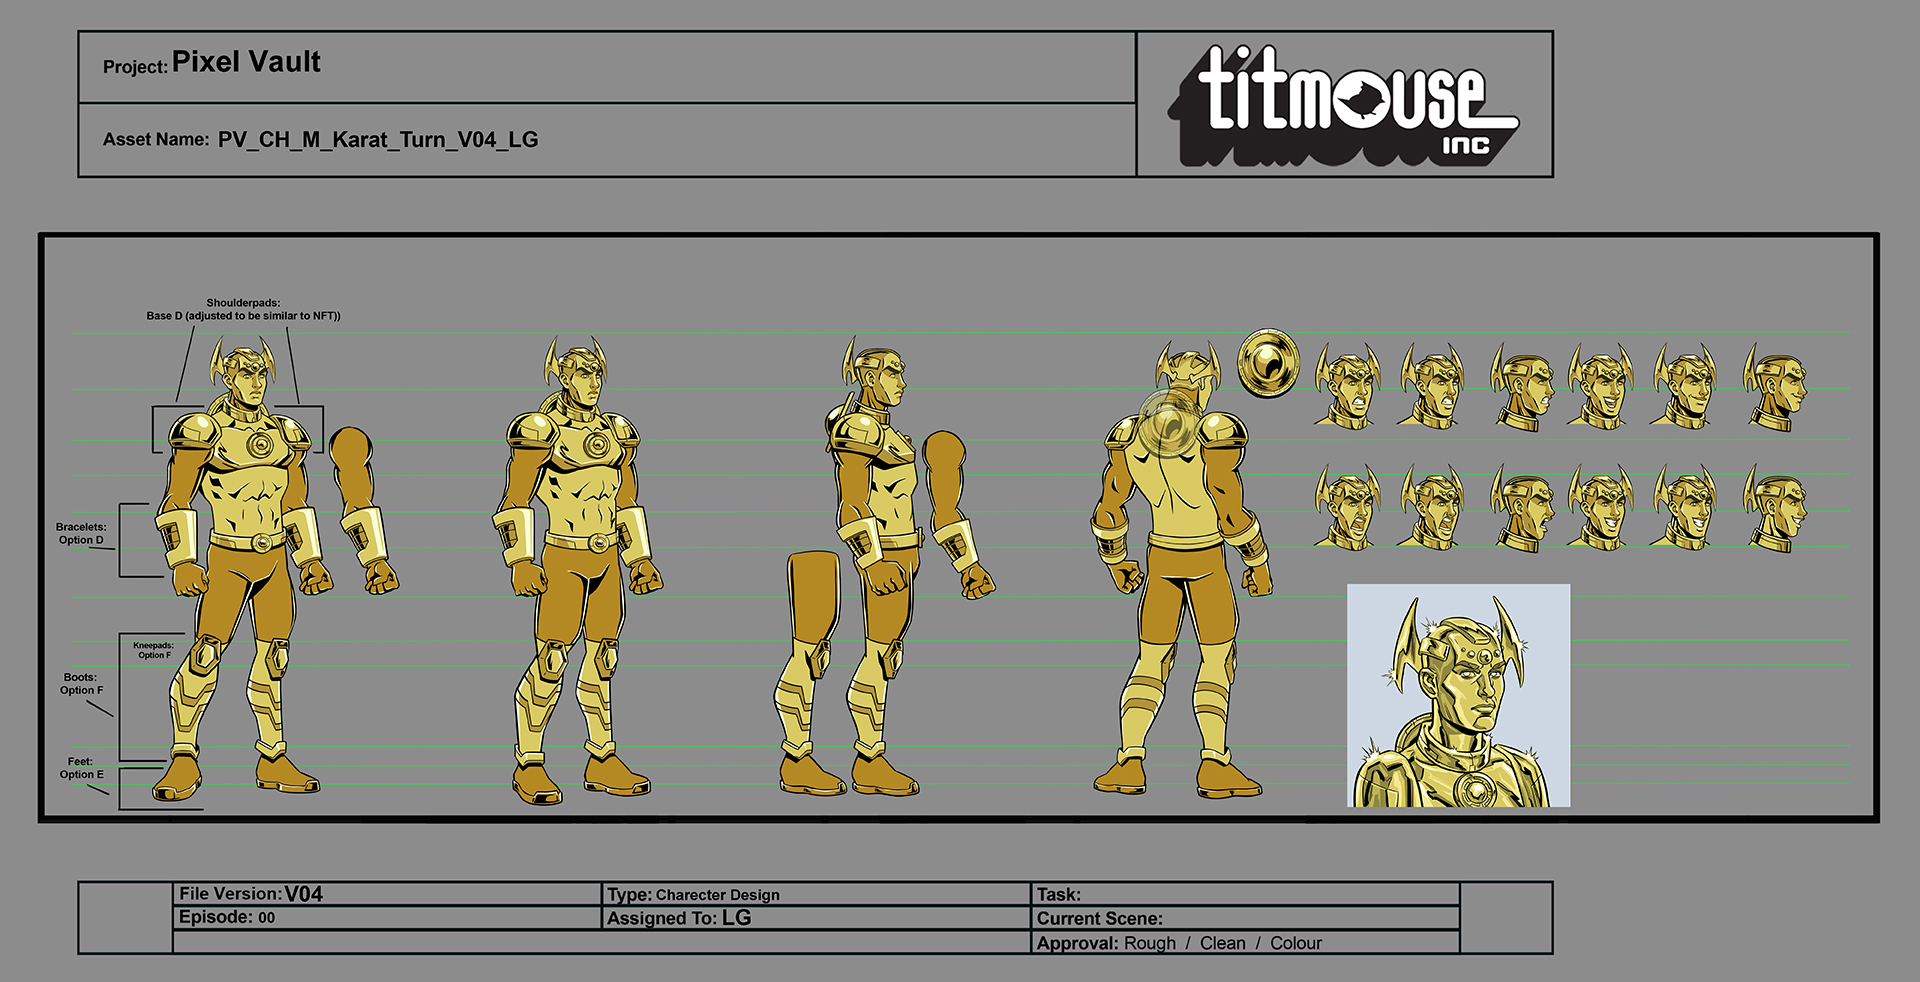 Project: Pixel Vault
Asset Name: PV_CH_M_Karat_Turn_V04_LG
titmouse
inc
Shoulderpads:
Base D (adjusted to be similar to NFT))
Bracelets:
Option D
Kneepads:
Option F
Boots:
Option F
Feet:
Option E
File Version: V04
Type: Charecter Design
Task:
Episode: 00
Assigned To: LG
Current Scene:
Approval: Rough / Clean / Colour